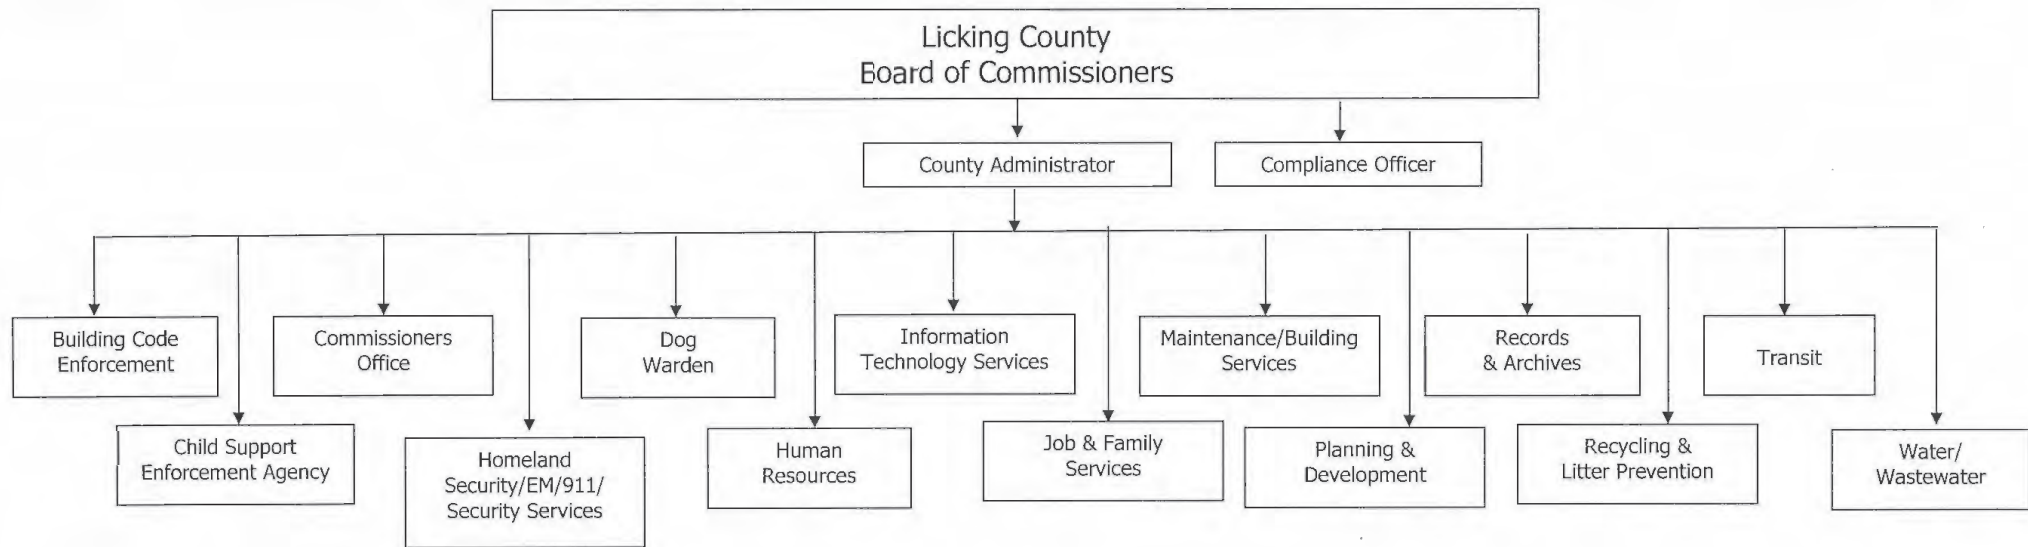 Licking County
Board of Commissioners
County Administrator
Compliance Officer
Building Code
Enforcement
Commissioners
Office
Dog
Warden
Information
Technology Services
Maintenance/Building
Services
Records
& Archives
Transit
Child Support
Enforcement Agency
Homeland
Security/EM/911/
Security Services
Human
Resources
Job & Family
Services
Planning &
Development
Recycling &
Litter Prevention
Water/
Wastewater